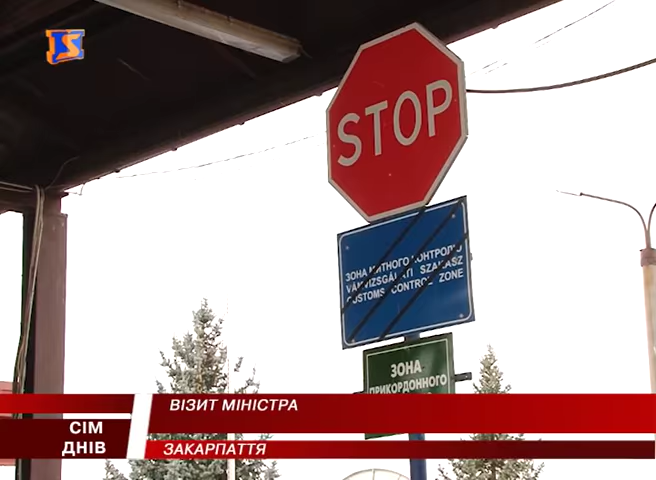 STOP
ЗОНА МИТНОГО КОНТРОЛЮ
VÁMVIZSGÁLATI SZAKASZ
CUSTOMS CONTROL ZONE
ЗОНА
ПРИКОРДОННОГО
ВІЗИТ МІНІСТРА
СІМ
ДНІВ
ЗАКАРПАТТЯ